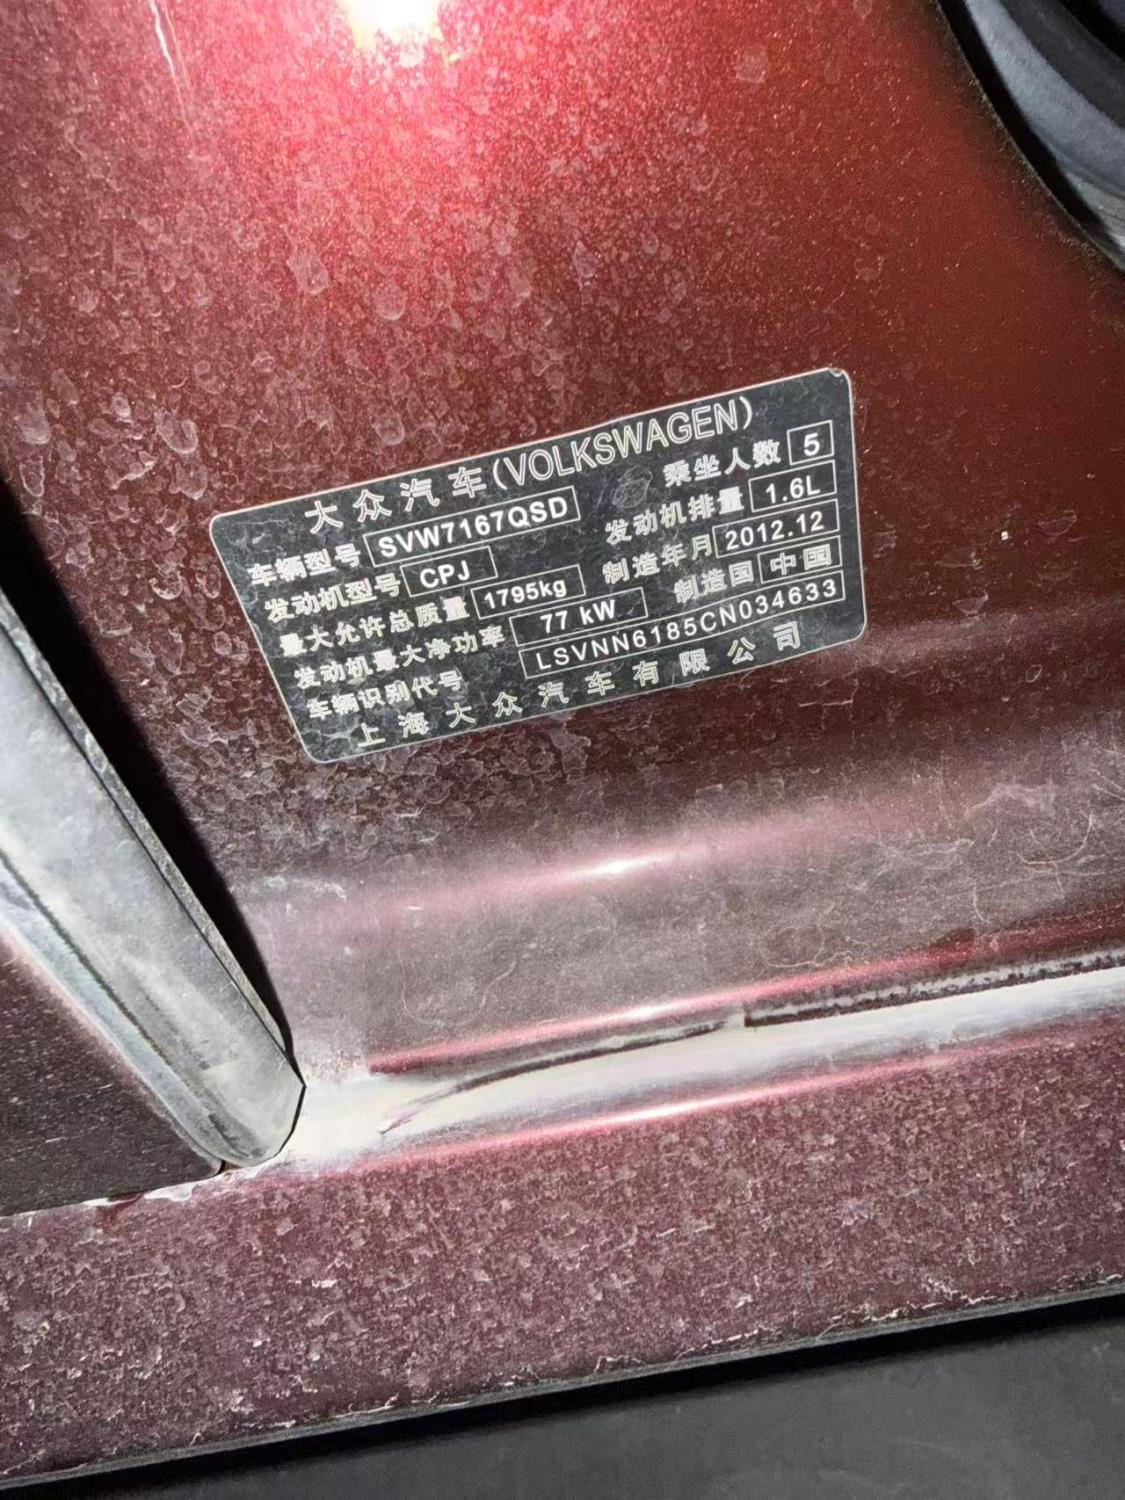 大众汽车(VOLKSWAGEN)
车辆型号 SVW7167QSD 乘坐人数 5
发动机型号 CPJ 发动机排量 1.6L
最大允许总质量 1795kg 制造年月 2012.12
发动机最大净功率 77 kW 制造国 中国
车辆识别代号 LSVNN6185CN034633
上海大众汽车有限公司